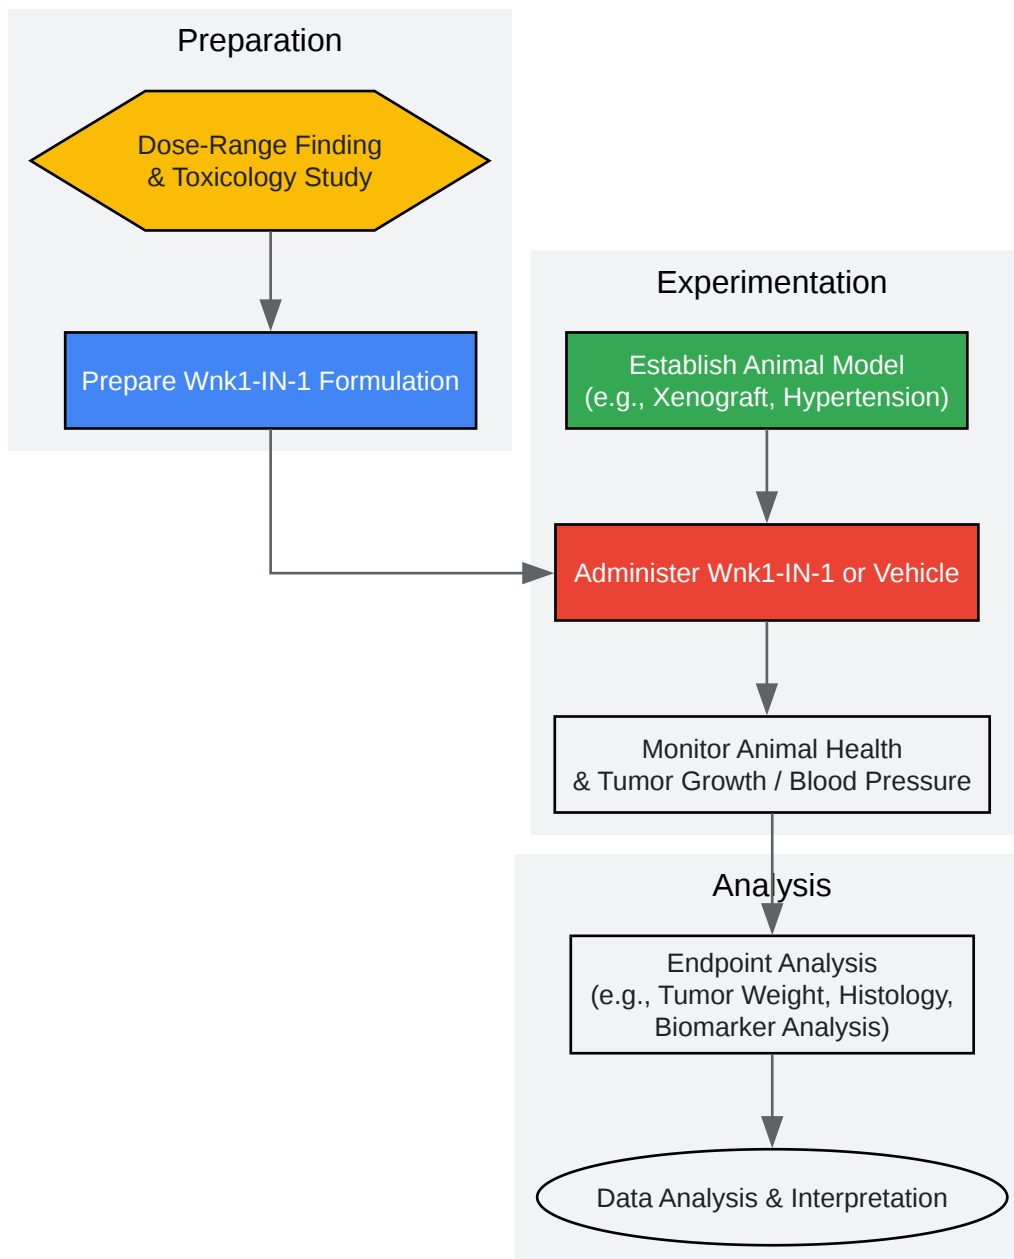 Preparation
Dose-Range Finding
& Toxicology Study
Prepare Wnk1-IN-1 Formulation
Experimentation
Establish Animal Model
(e.g., Xenograft, Hypertension)
Administer Wnk1-IN-1 or Vehicle
Monitor Animal Health
& Tumor Growth / Blood Pressure
Analysis
Endpoint Analysis
(e.g., Tumor Weight, Histology,
Biomarker Analysis)
Data Analysis & Interpretation